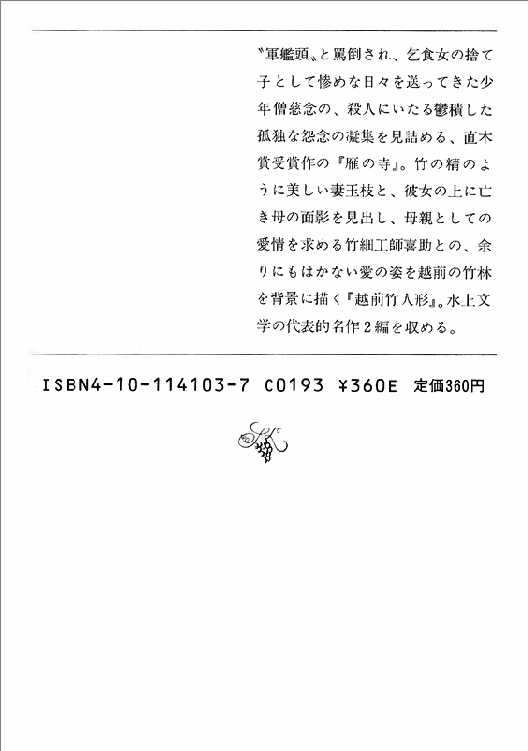 〝軍艦頭〟と罵倒され、乞食女の捨て
子として惨めな日々を送ってきた少
年僧慈念の、殺人にいたる鬱積した
孤独な怨念の凝集を見詰める、直木
賞受賞作の『雁の寺』。竹の精のよ
うに美しい妻玉枝と、彼女の上に亡
き母の面影を見出し、母親としての
愛情を求める竹細工師喜助との、余
りにもはかない愛の姿を越前の竹林
を背景に描く『越前竹人形』。水上文
学の代表的名作2編を収める。
ISBN4-10-114103-7 C0193 ¥360E 定価360円